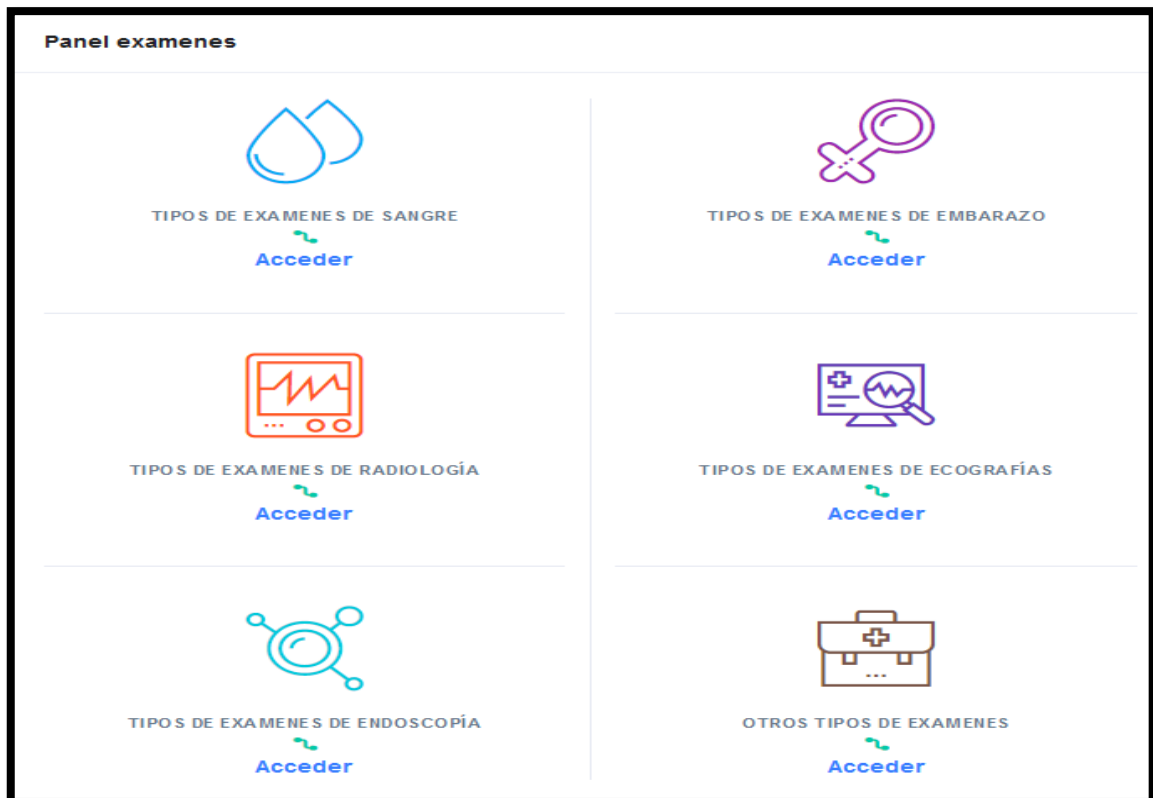 Panel examenes
TIPOS DE EXAMENES DE SANGRE
Acceder
TIPOS DE EXAMENES DE EMBARAZO
Acceder
TIPOS DE EXAMENES DE RADIOLOGÍA
Acceder
TIPOS DE EXAMENES DE ECOGRAFÍAS
Acceder
TIPOS DE EXAMENES DE ENDOSCOPÍA
Acceder
OTROS TIPOS DE EXAMENES
Acceder